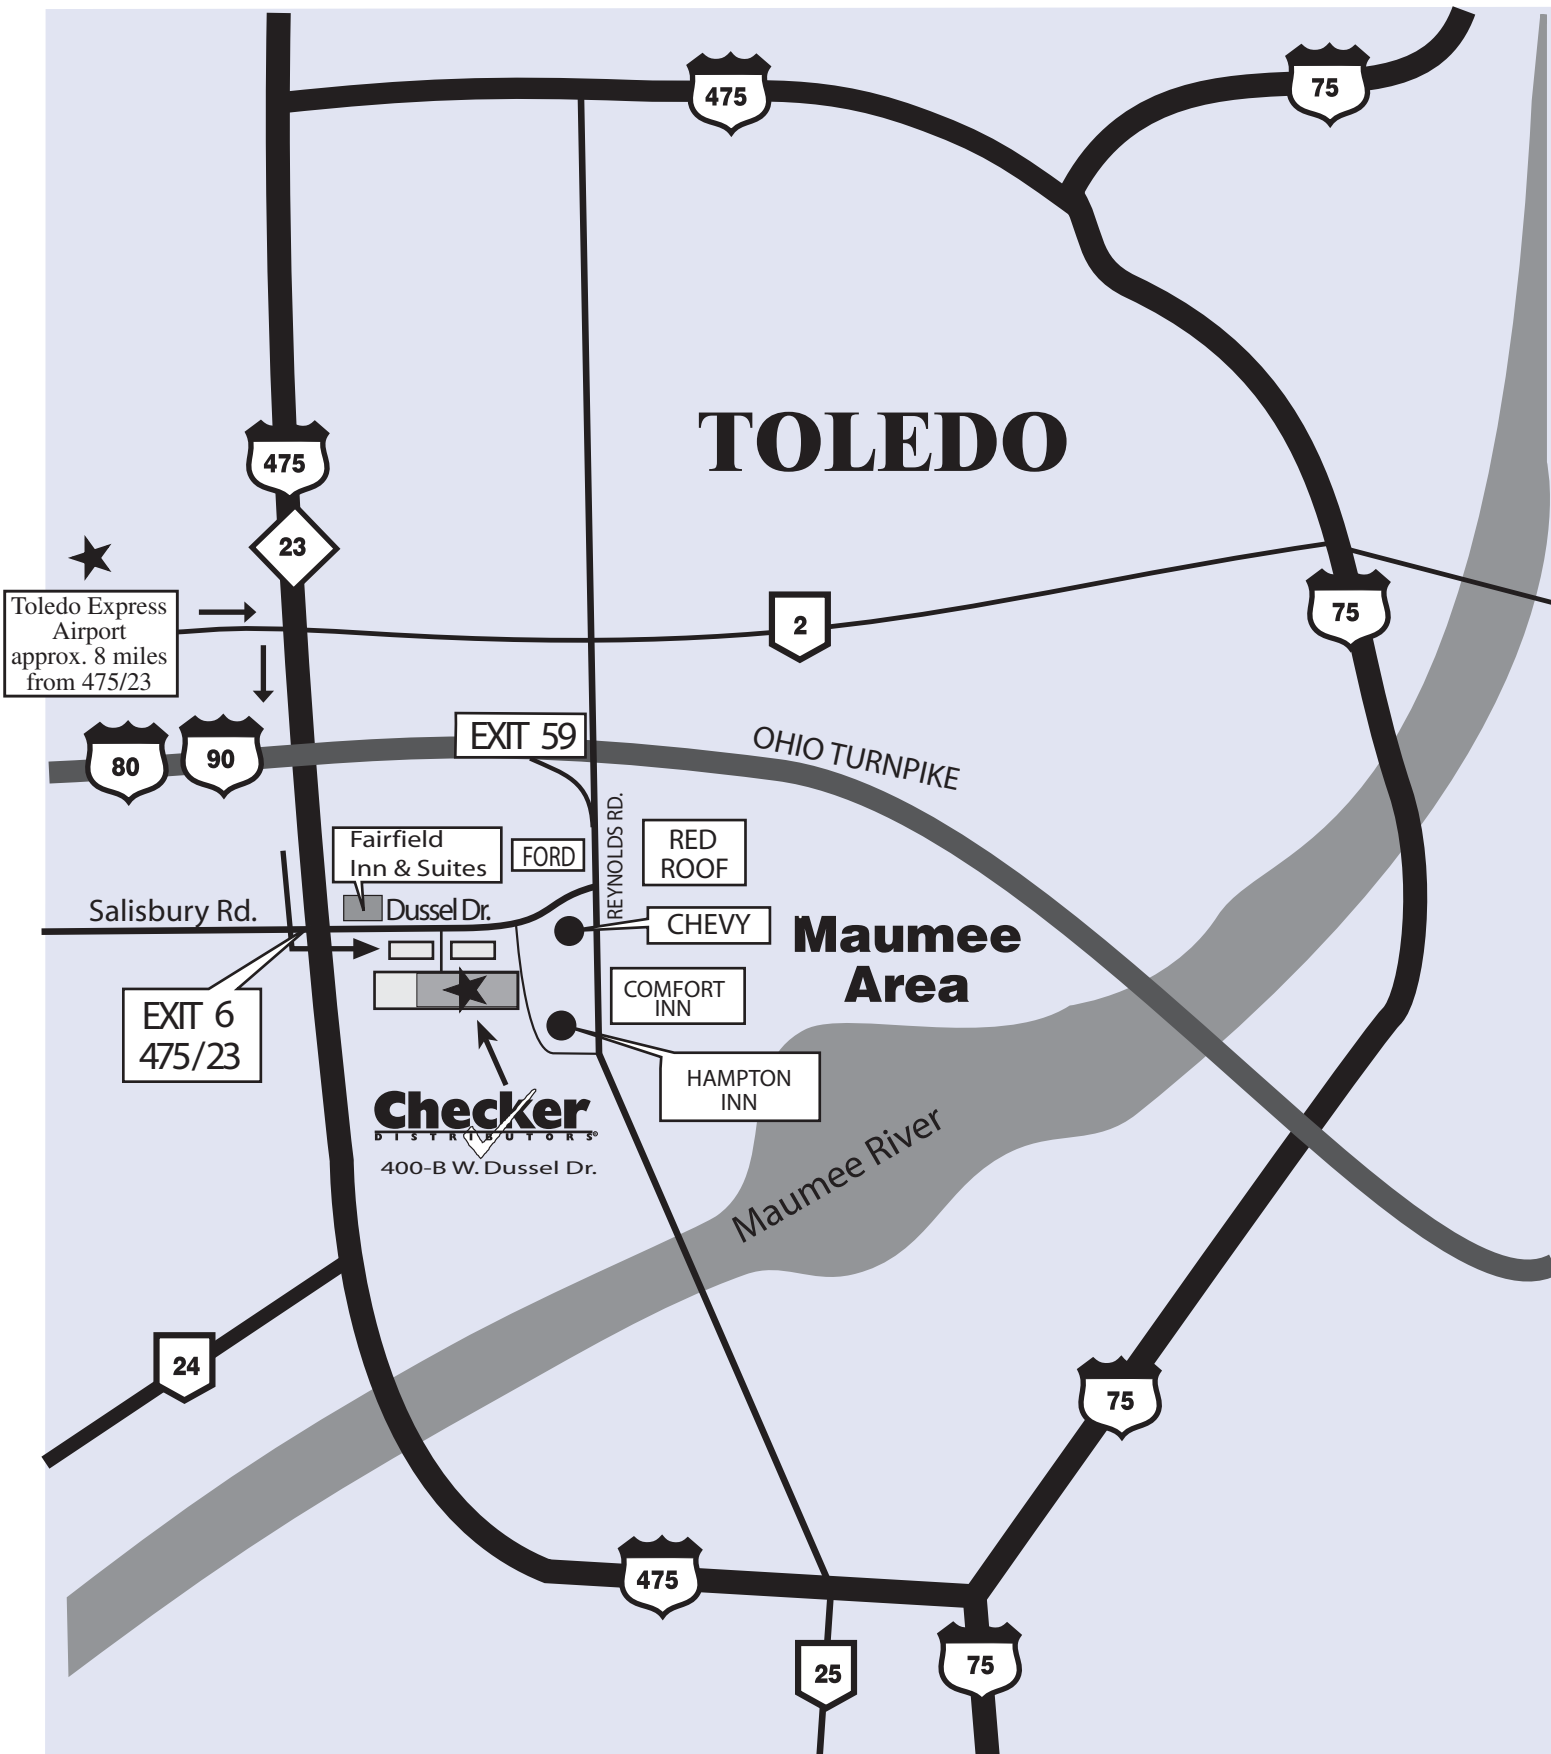 475
75
TOLEDO
475
23
Toledo Express
Airport
approx. 8 miles
from 475/23
2
75
80
90
EXIT 59
OHIO TURNPIKE
REYNOLDS RD.
Fairfield
Inn & Suites
FORD
RED
ROOF
Salisbury Rd.
Dussel Dr.
CHEVY
Maumee
Area
COMFORT
INN
EXIT 6
475/23
HAMPTON
INN
Checker
DISTRIBUTORS®
400-B W. Dussel Dr.
Maumee River
24
75
475
25
75